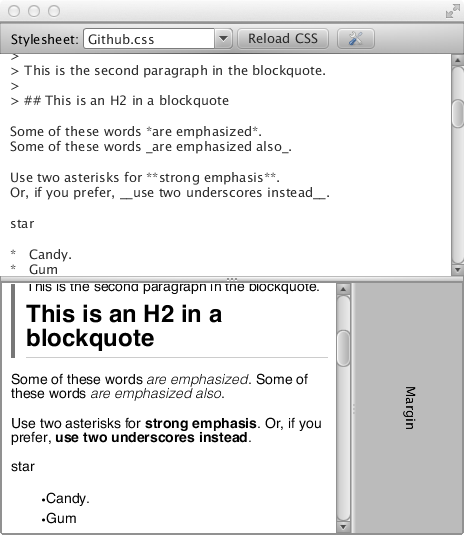 Stylesheet: Github.css Reload CSS
>
> This is the second paragraph in the blockquote.
>
> ## This is an H2 in a blockquote
Some of these words *are emphasized*.
Some of these words _are emphasized also_.
Use two asterisks for **strong emphasis**.
Or, if you prefer, __use two underscores instead__.
star
* Candy.
* Gum
This is the second paragraph in the blockquote.
This is an H2 in a
blockquote
Some of these words are emphasized. Some of
these words are emphasized also.
Use two asterisks for strong emphasis. Or, if you
prefer, use two underscores instead.
star
•Candy.
•Gum
Margin